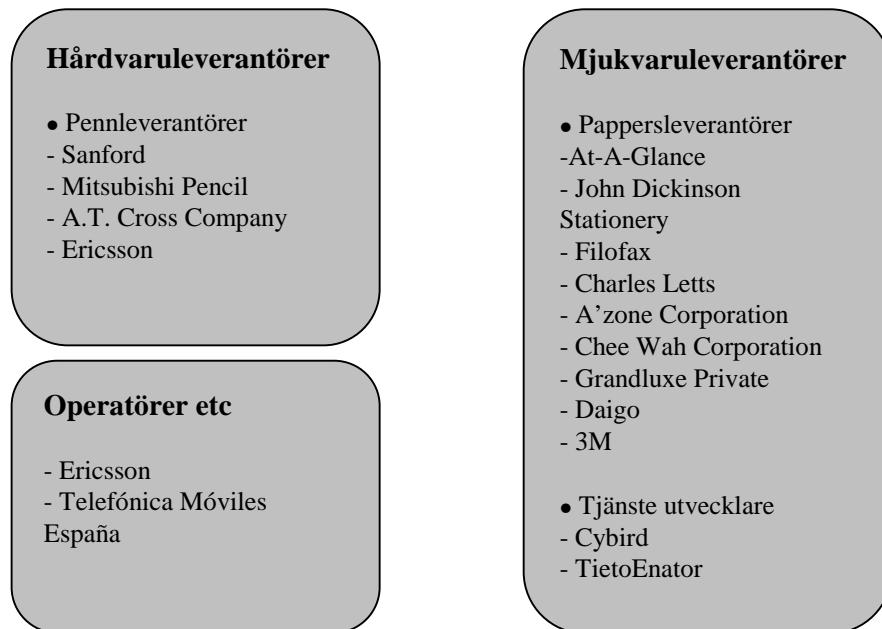 Hårdvaruleverantörer
● Pennleverantörer
- Sanford
- Mitsubishi Pencil
- A.T. Cross Company
- Ericsson
Operatörer etc
- Ericsson
- Telefónica Móviles
España
Mjukvaruleverantörer
● Pappersleverantörer
-At-A-Glance
- John Dickinson
Stationery
- Filofax
- Charles Letts
- A’zone Corporation
- Chee Wah Corporation
- Grandluxe Private
- Daigo
- 3M
● Tjänste utvecklare
- Cybird
- TietoEnator